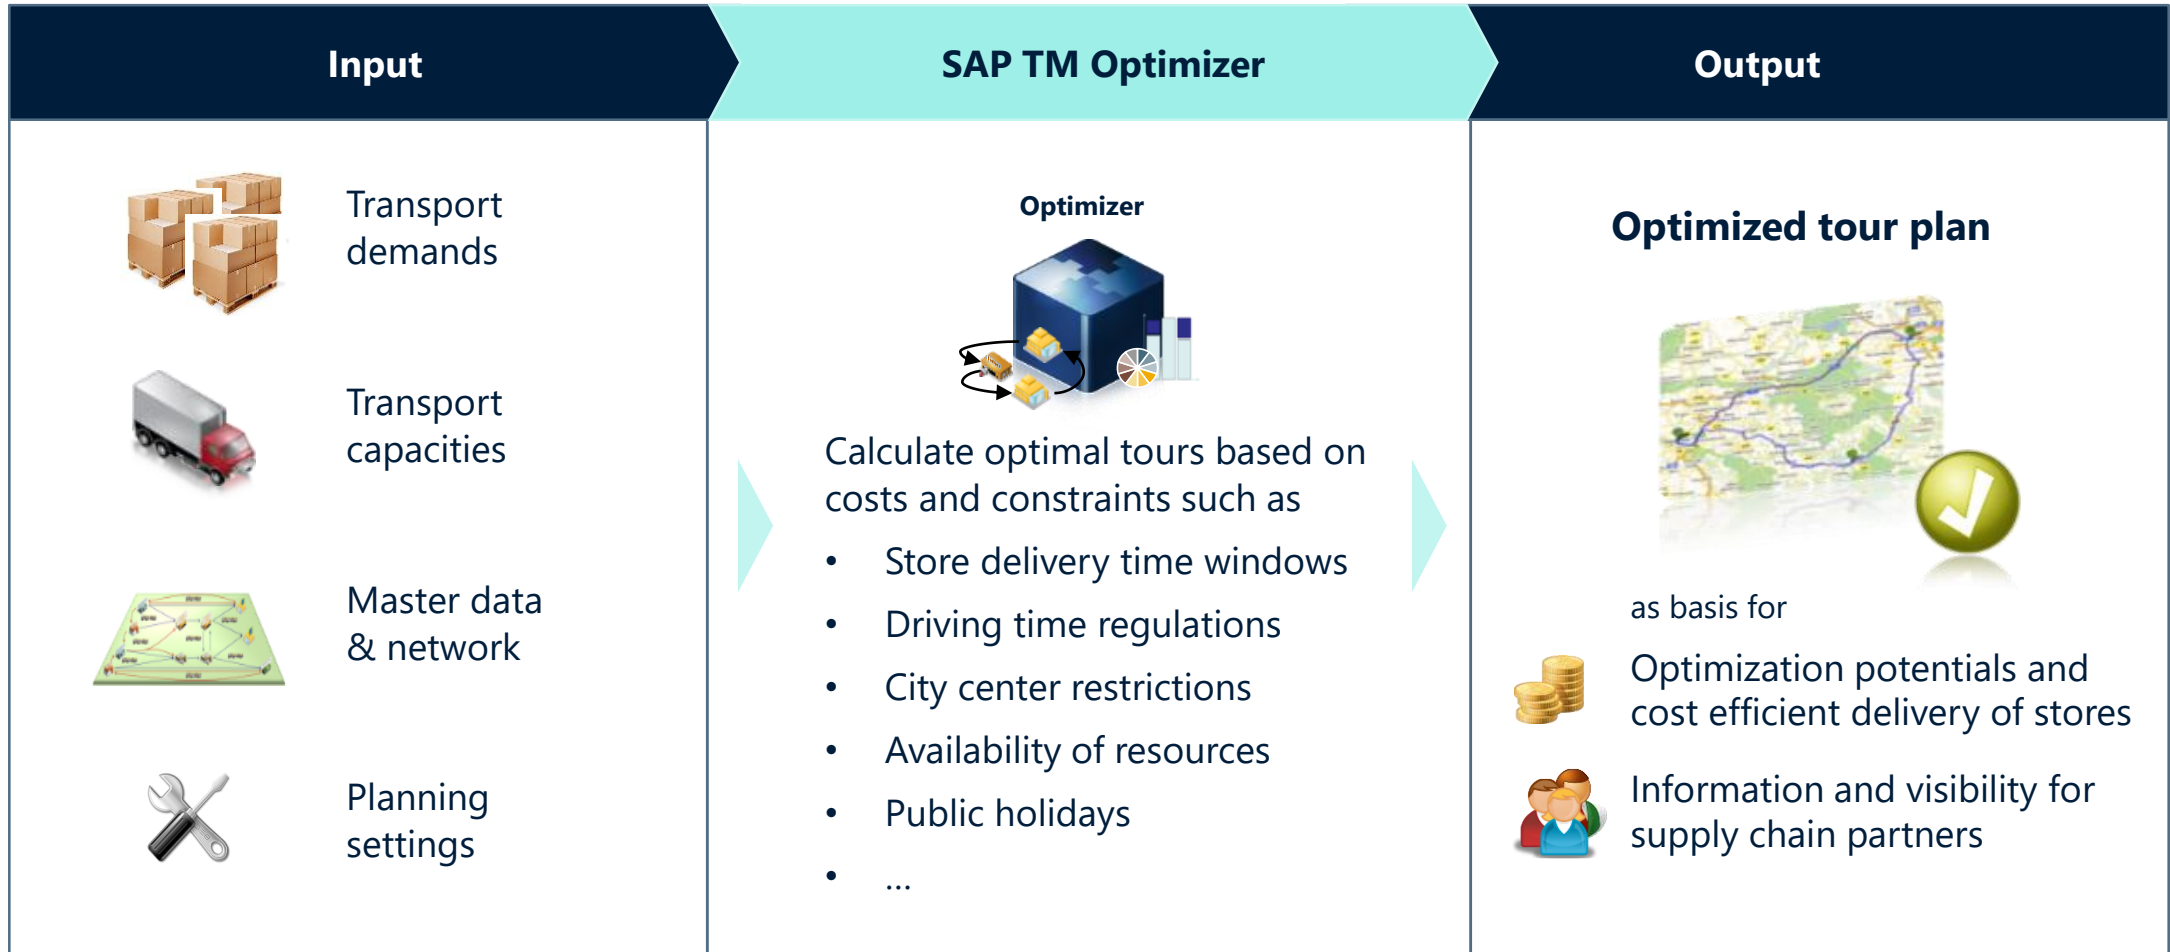 Input
SAP TM Optimizer
Output
Transport
demands
Transport
capacities
Master data
& network
Planning
settings
Optimizer
Calculate optimal tours based on
costs and constraints such as
• Store delivery time windows
• Driving time regulations
• City center restrictions
• Availability of resources
• Public holidays
• ...
Optimized tour plan
as basis for
Optimization potentials and
cost efficient delivery of stores
Information and visibility for
supply chain partners